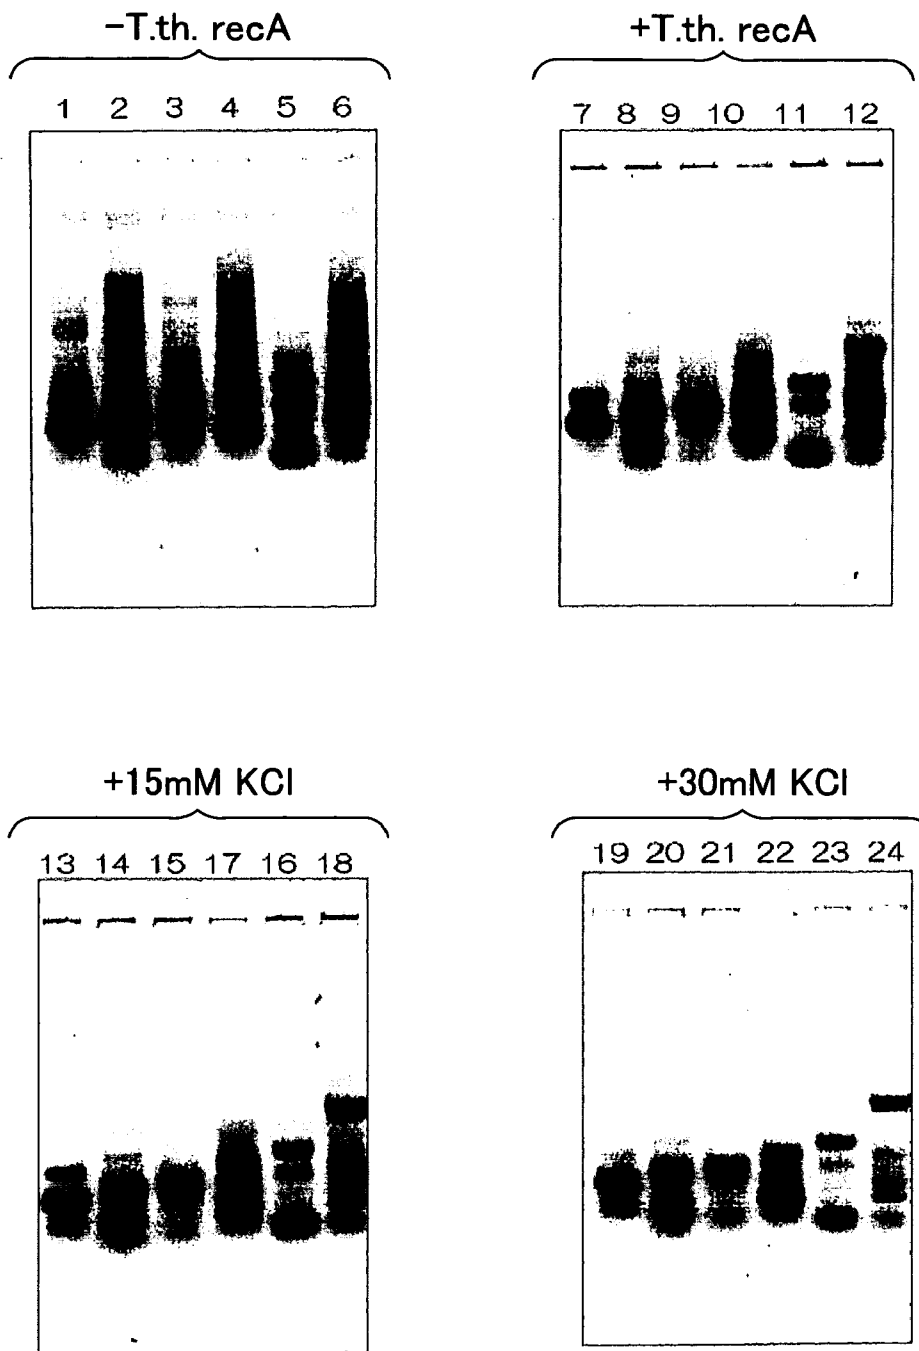 −T.th. recA
+T.th. recA
1 2 3 4 5 6
7 8 9 10 11 12
+15mM KCl
+30mM KCl
13 14 15 17 16 18
19 20 21 22 23 24